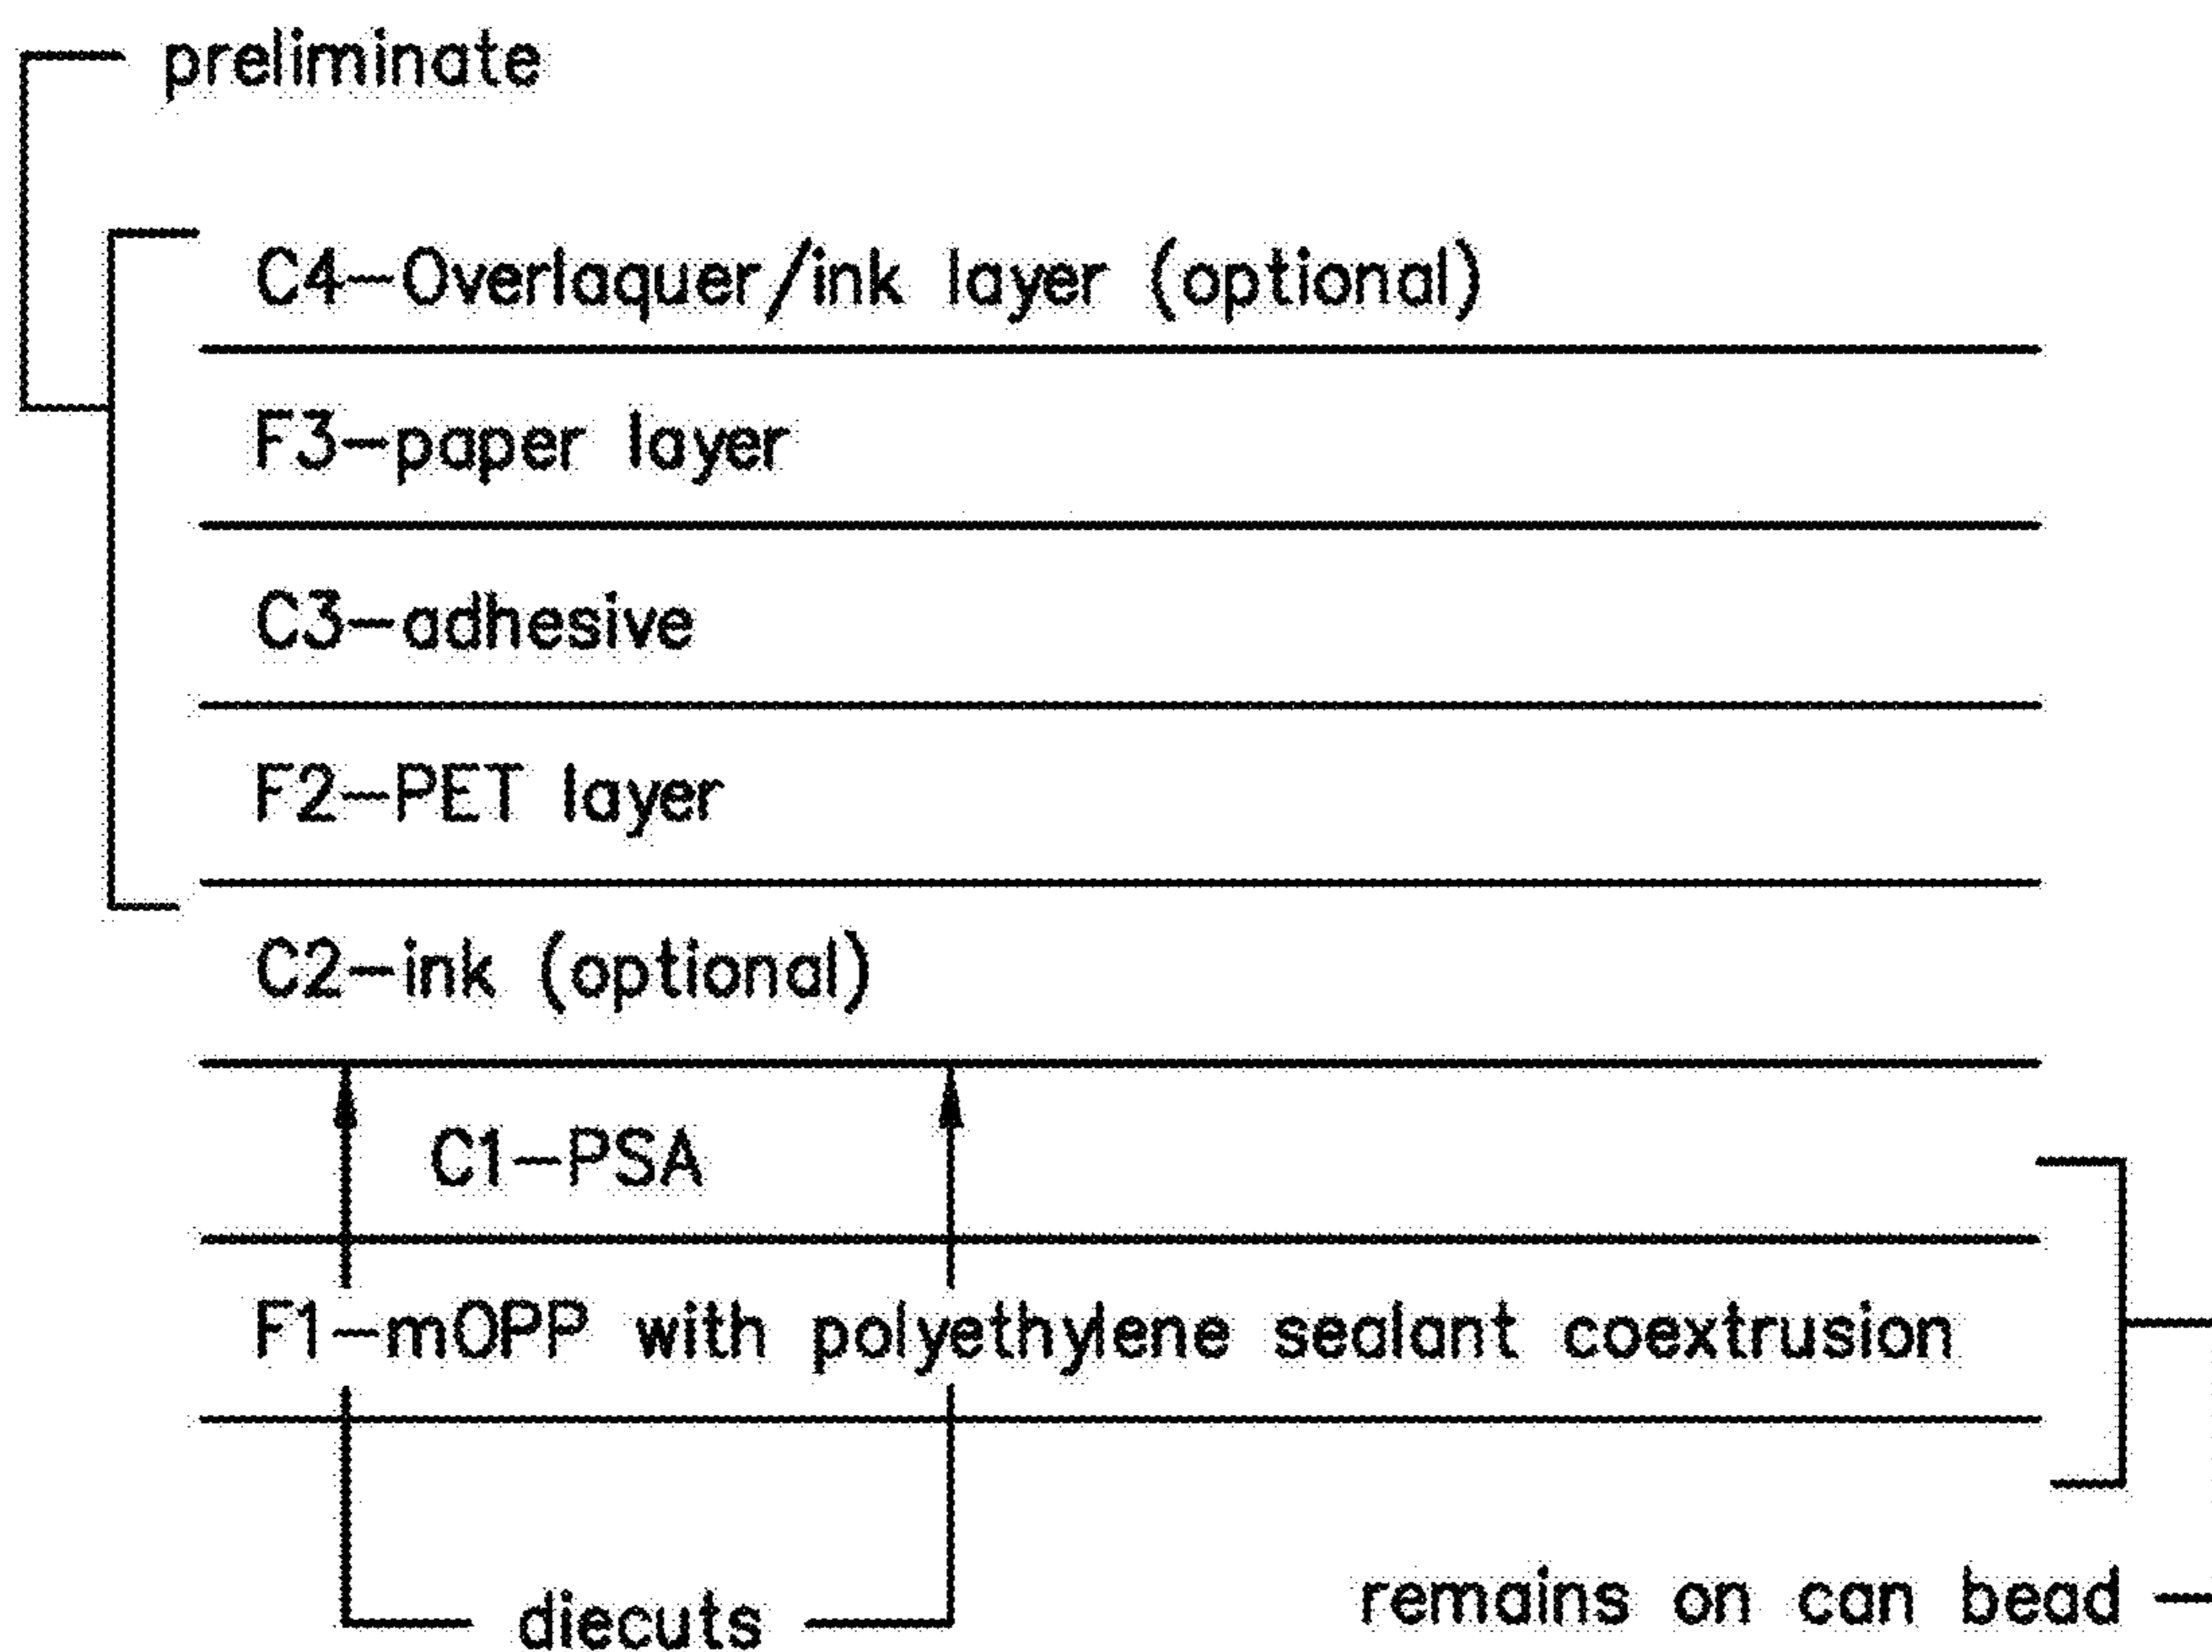 preliminate
C4-Overlaquer/ink layer (optional)
F3-paper layer
C3-adhesive
F2-PET layer
C2-ink (optional)
C1-PSA
F1-mOPP with polyethylene sealant coextrusion
diecuts
remains on can bead